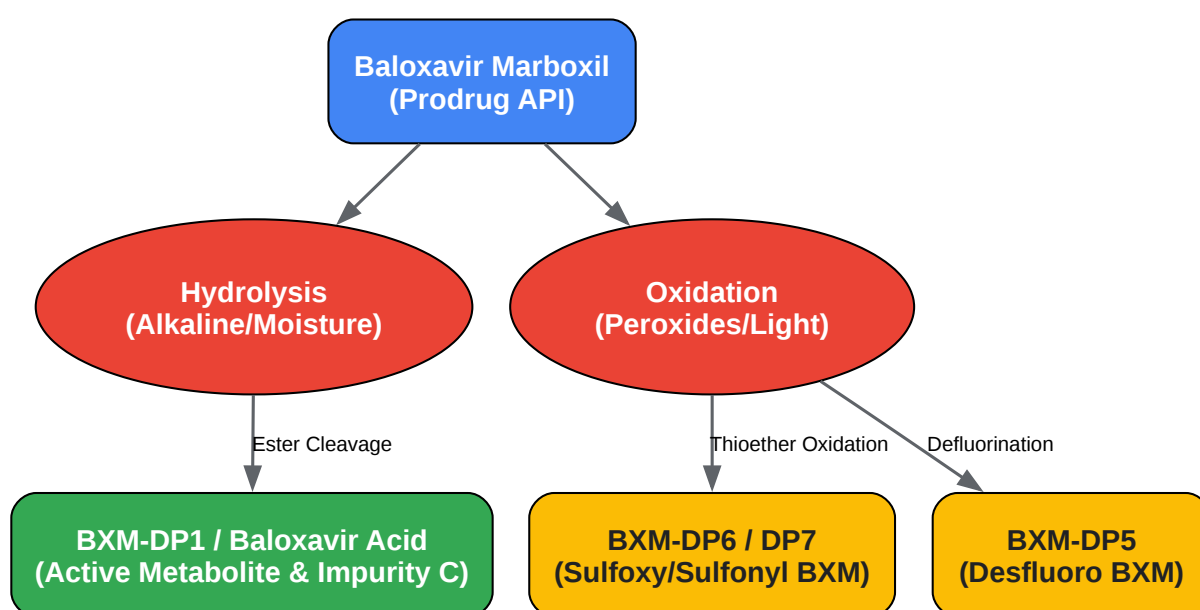 Baloxavir Marboxil
(Prodrug API)
Hydrolysis
(Alkaline/Moisture)
Oxidation
(Peroxides/Light)
Ester Cleavage
Thioether Oxidation
Defluorination
BXM-DP1 / Baloxavir Acid
(Active Metabolite & Impurity C)
BXM-DP6 / DP7
(Sulfoxy/Sulfonyl BXM)
BXM-DP5
(Desfluoro BXM)